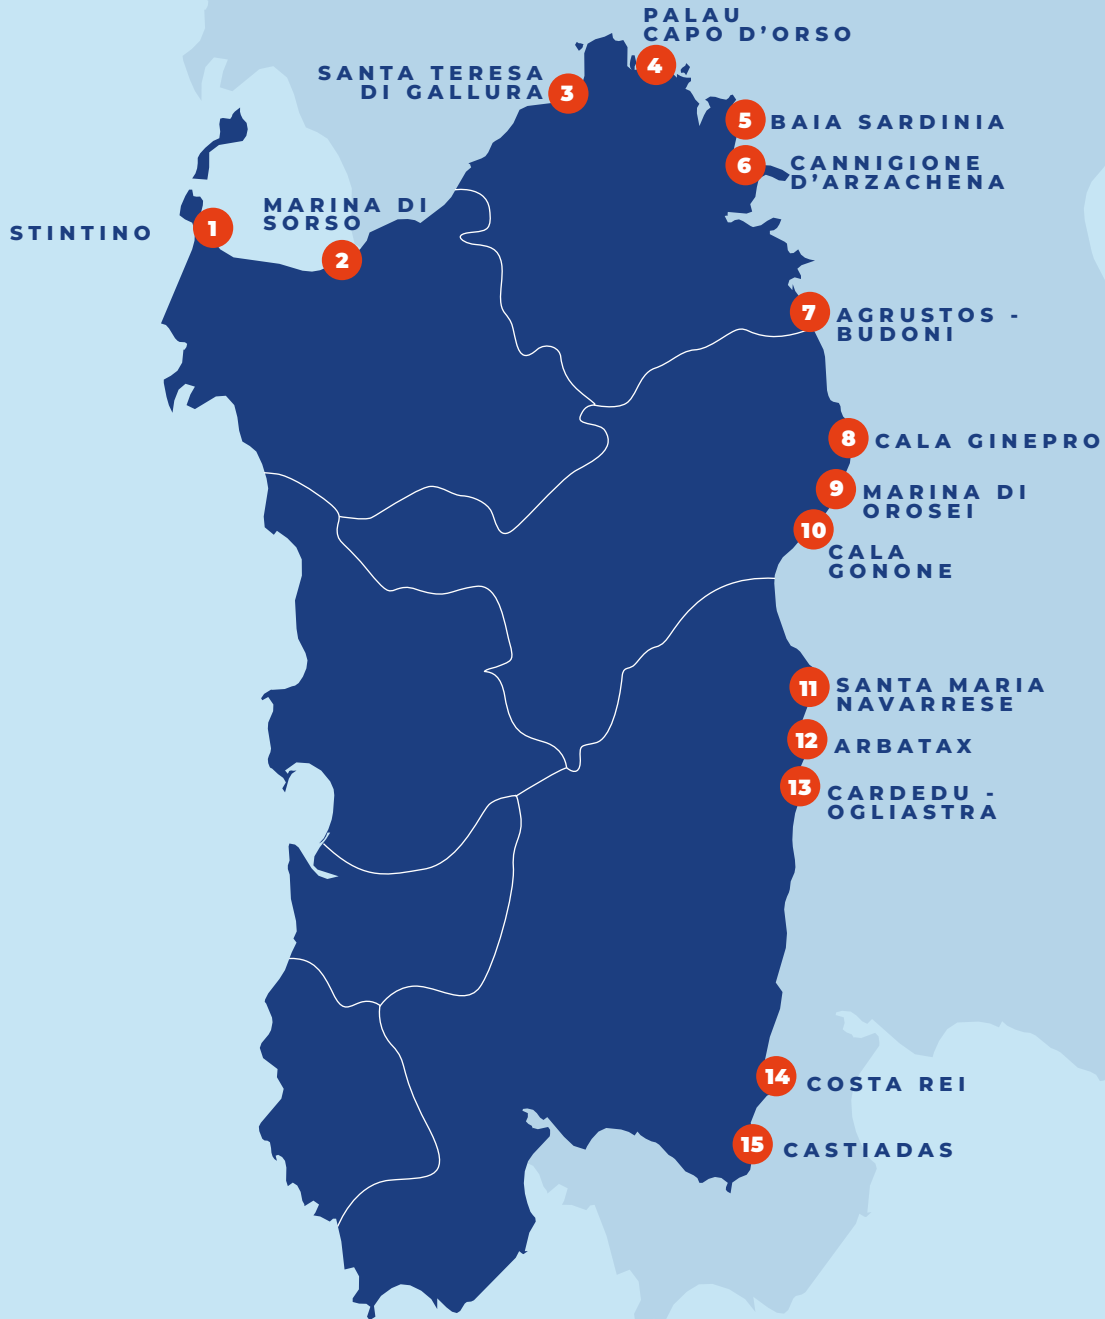 PALAU
CAPO D'ORSO
4
SANTA TERESA
DI GALLURA
3
5
BAIA SARDINIA
6
CANNIGIONE
D'ARZACHENA
STINTINO
1
MARINA DI
SORSO
2
7
AGRUSTOS -
BUDONI
8
CALA GINEPRO
9
MARINA DI
OROSEI
10
CALA
GONONE
11
SANTA MARIA
NAVARRESE
12
ARBATAX
13
CARDEDU -
OGLIASTRA
14
COSTA REI
15
CASTIADAS